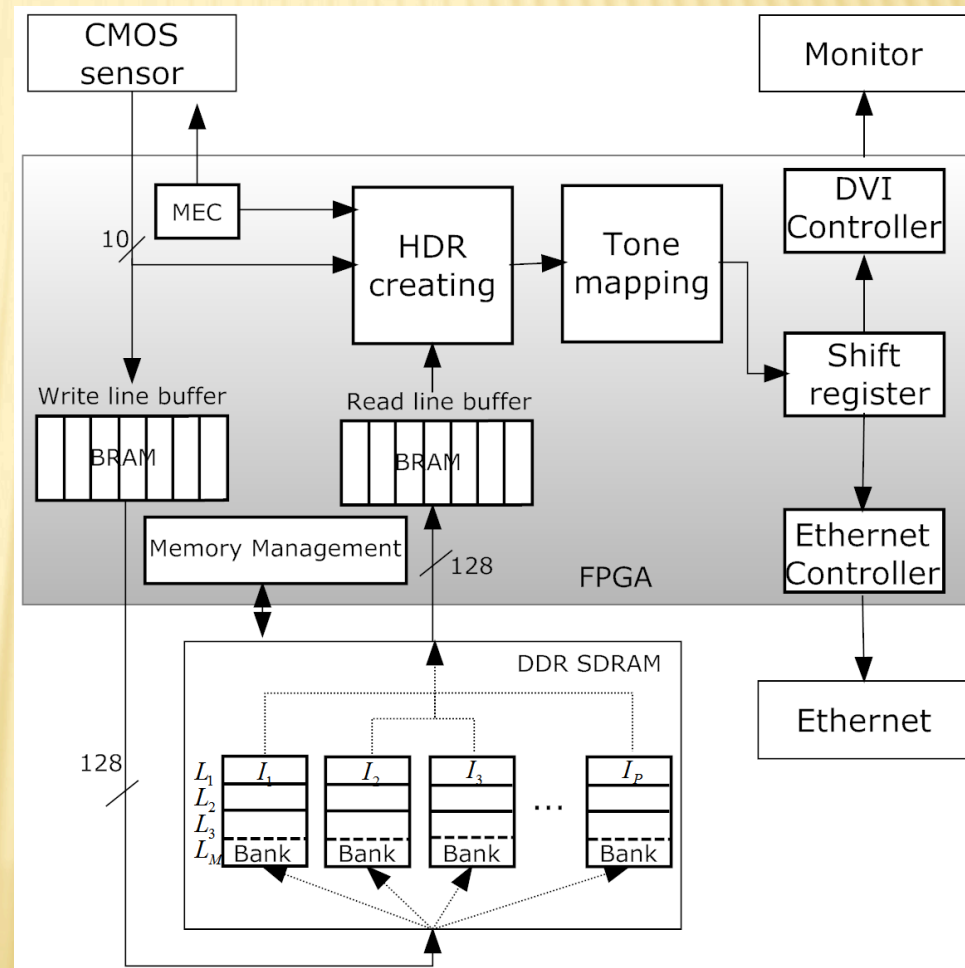 CMOS
sensor
Monitor
MEC
10
HDR
creating
Tone
mapping
DVI
Controller
Shift
register
Write line buffer
BRAM
Read line buffer
BRAM
Memory Management
128
FPGA
Ethernet
Controller
DDR SDRAM
Ethernet
128
L1
L2
L3
LM
I1
I2
I3
...
IP
Bank
Bank
Bank
Bank